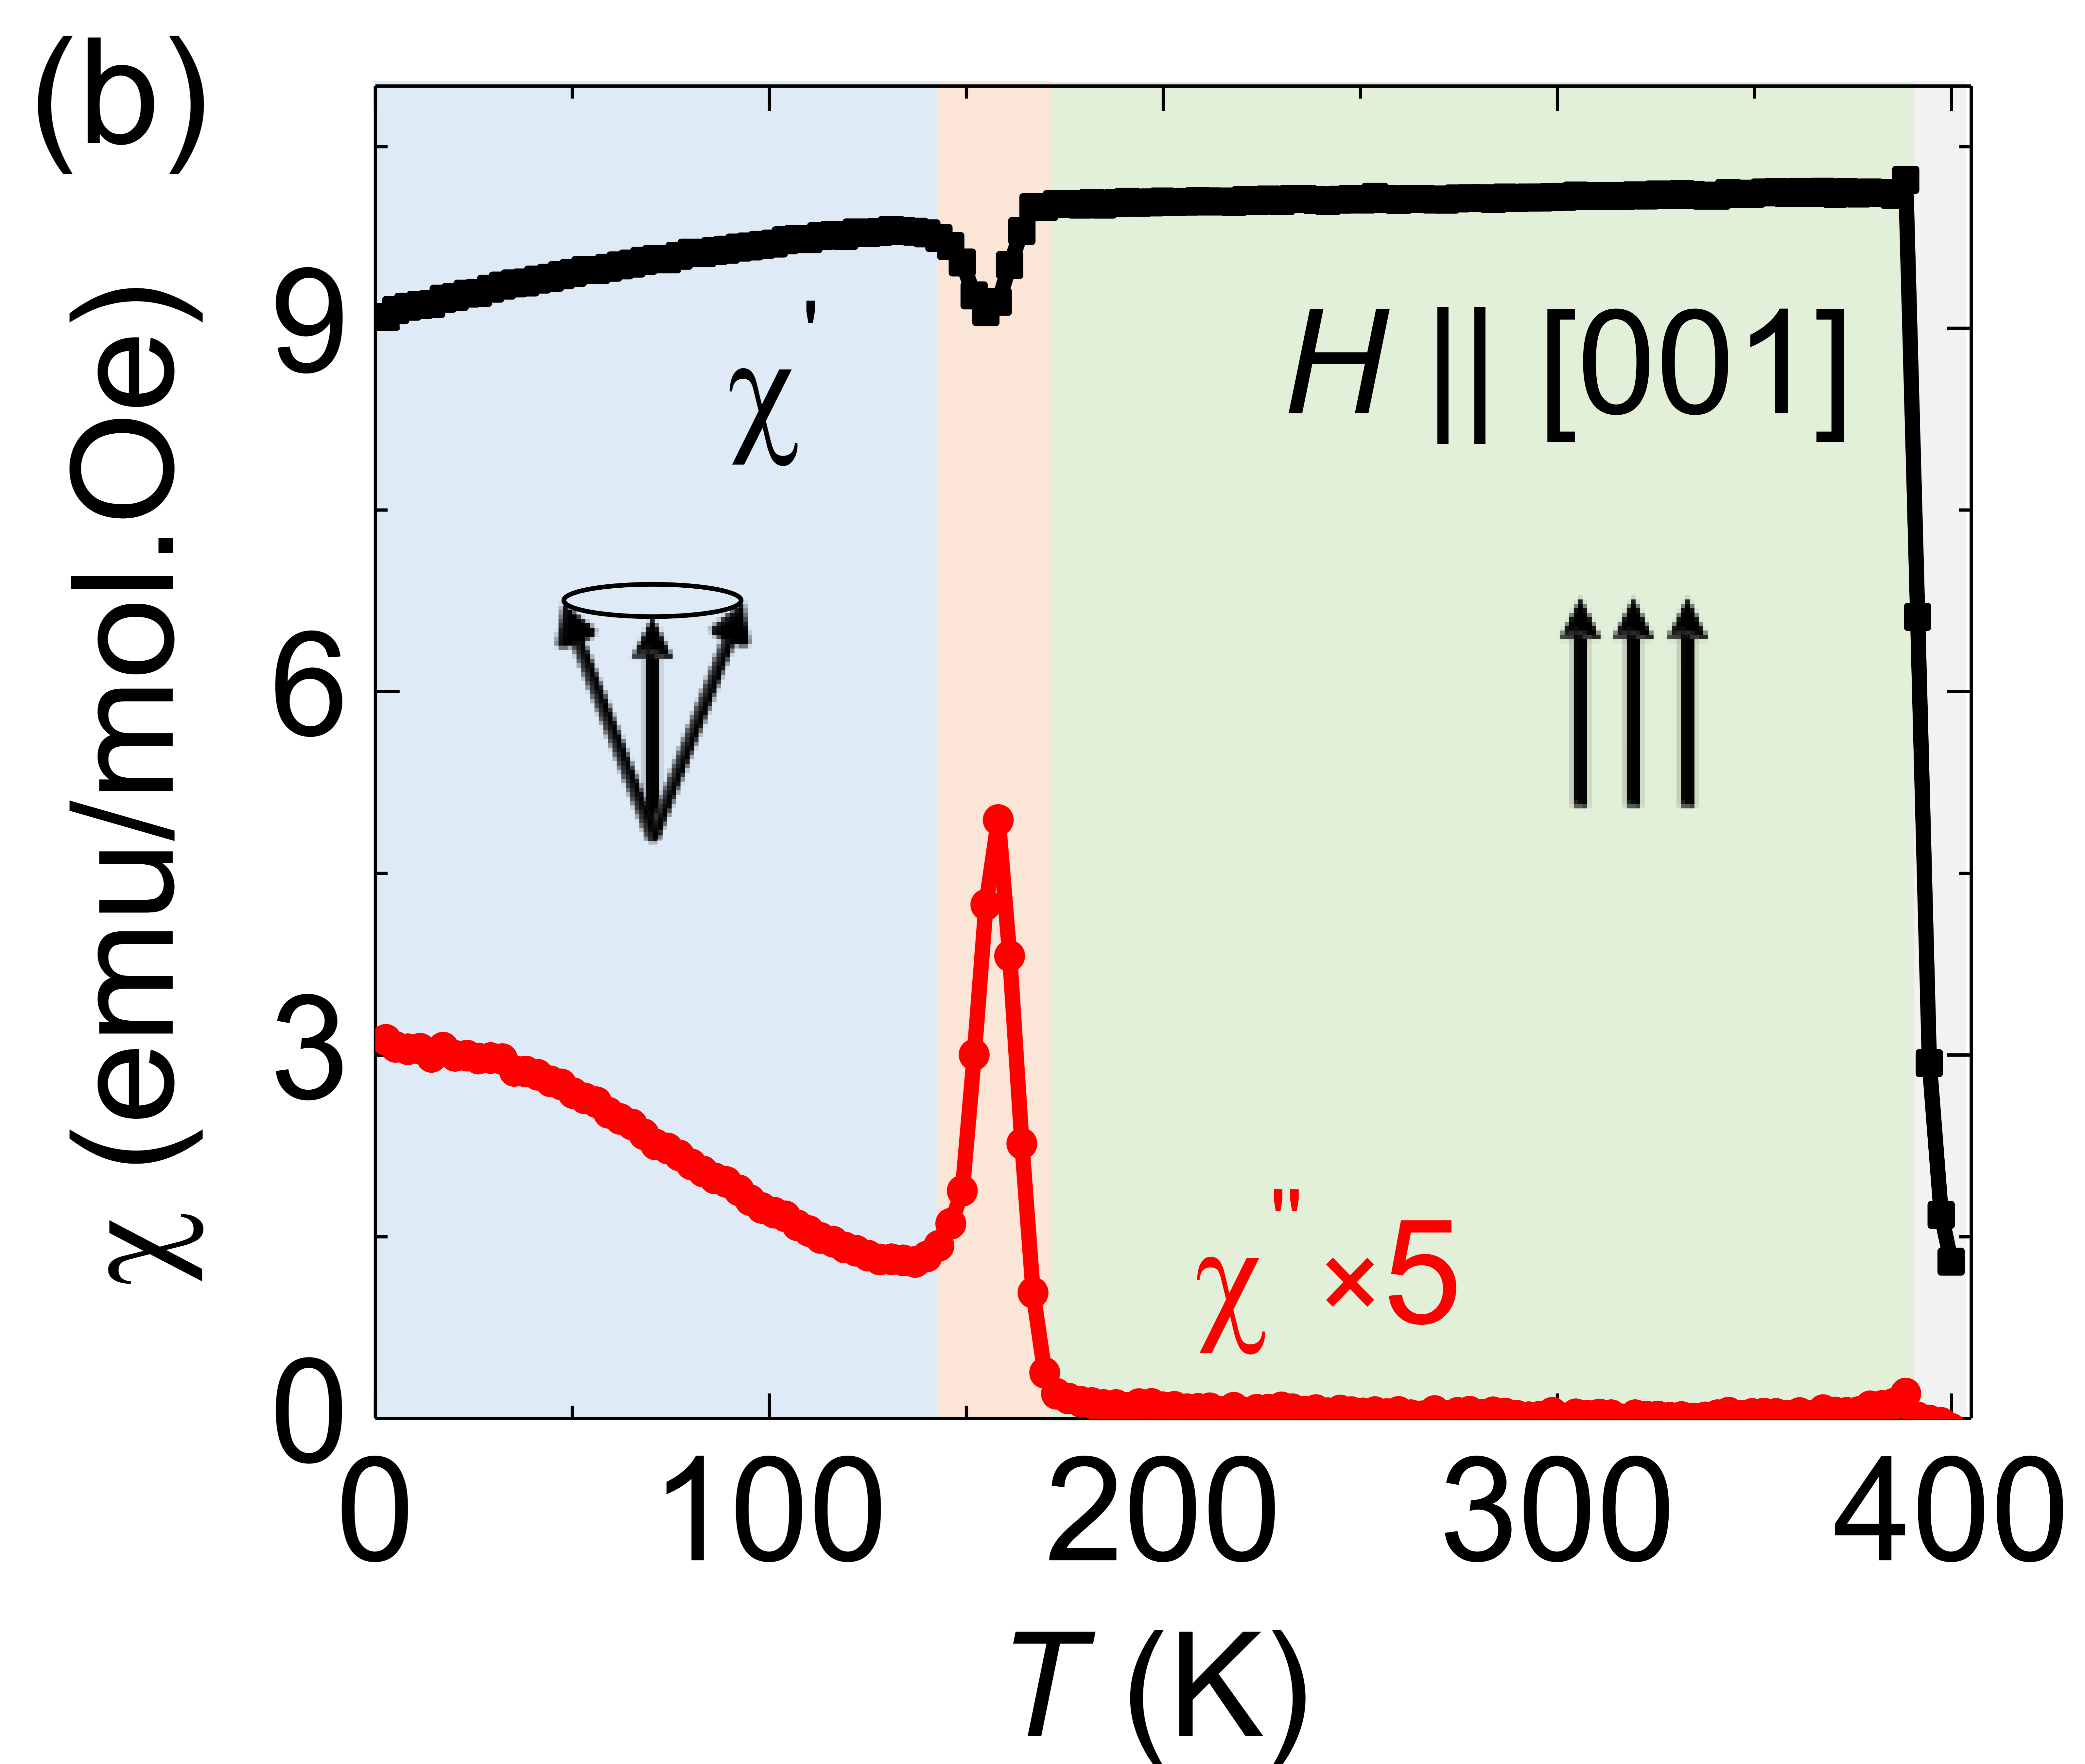 (b)
χ (emu/mol.Oe)
9
6
3
0
χ'
H || [001]
χ" ×5
0 100 200 300 400
T (K)